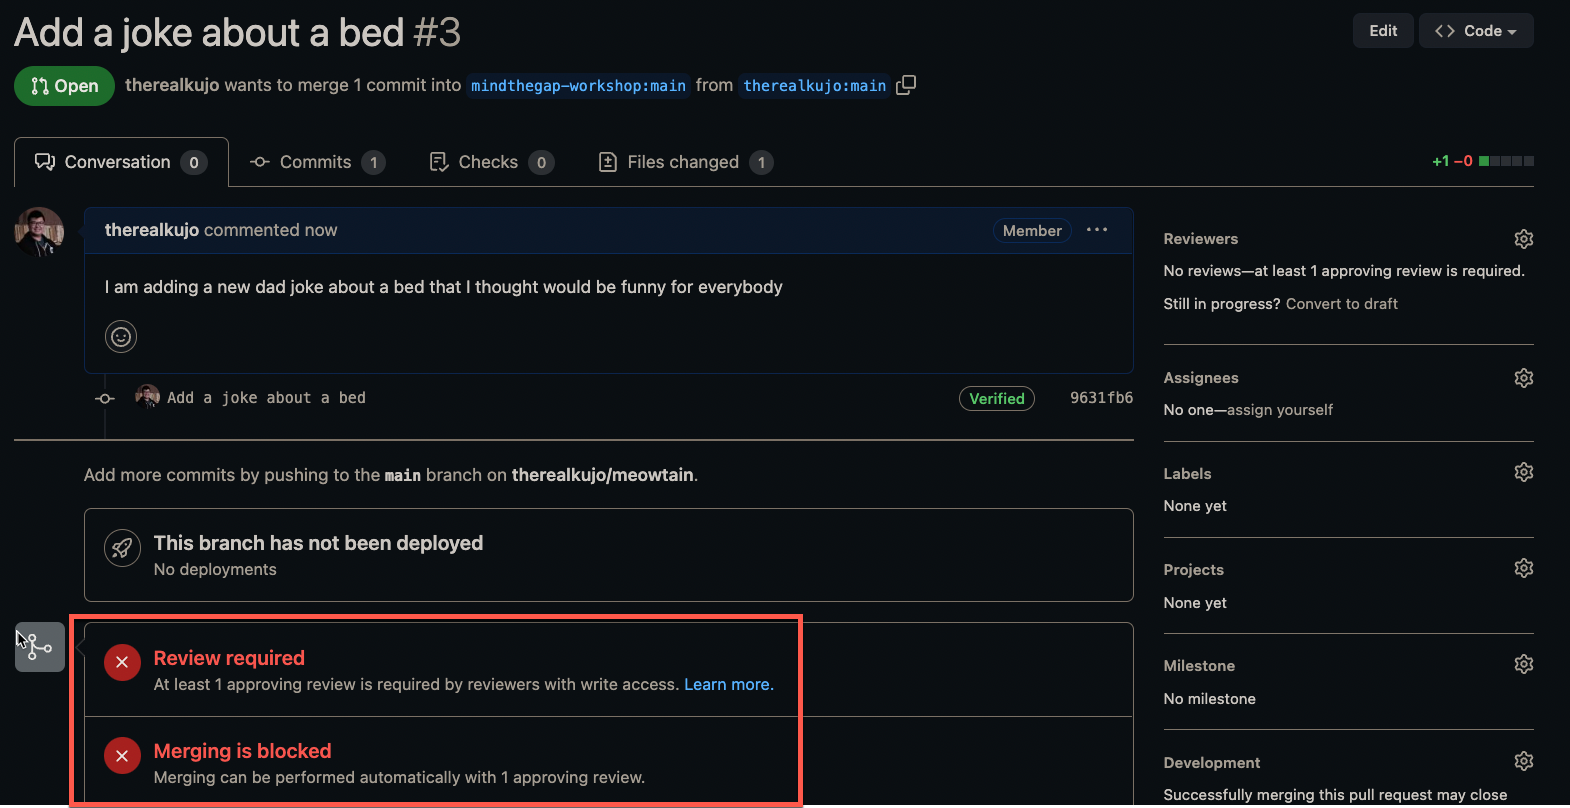 Add a joke about a bed #3
Edit
<> Code
Open
therealkujo wants to merge 1 commit into mindthegap-workshop:main from therealkujo:main
Conversation 0
Commits 1
Checks 0
Files changed 1
+1 −0
therealkujo commented now
Member
I am adding a new dad joke about a bed that I thought would be funny for everybody
Add a joke about a bed
Verified
9631fb6
Add more commits by pushing to the main branch on therealkujo/meowtain.
This branch has not been deployed
No deployments
Review required
At least 1 approving review is required by reviewers with write access. Learn more.
Merging is blocked
Merging can be performed automatically with 1 approving review.
Reviewers
No reviews—at least 1 approving review is required.
Still in progress? Convert to draft
Assignees
No one—assign yourself
Labels
None yet
Projects
None yet
Milestone
No milestone
Development
Successfully merging this pull request may close